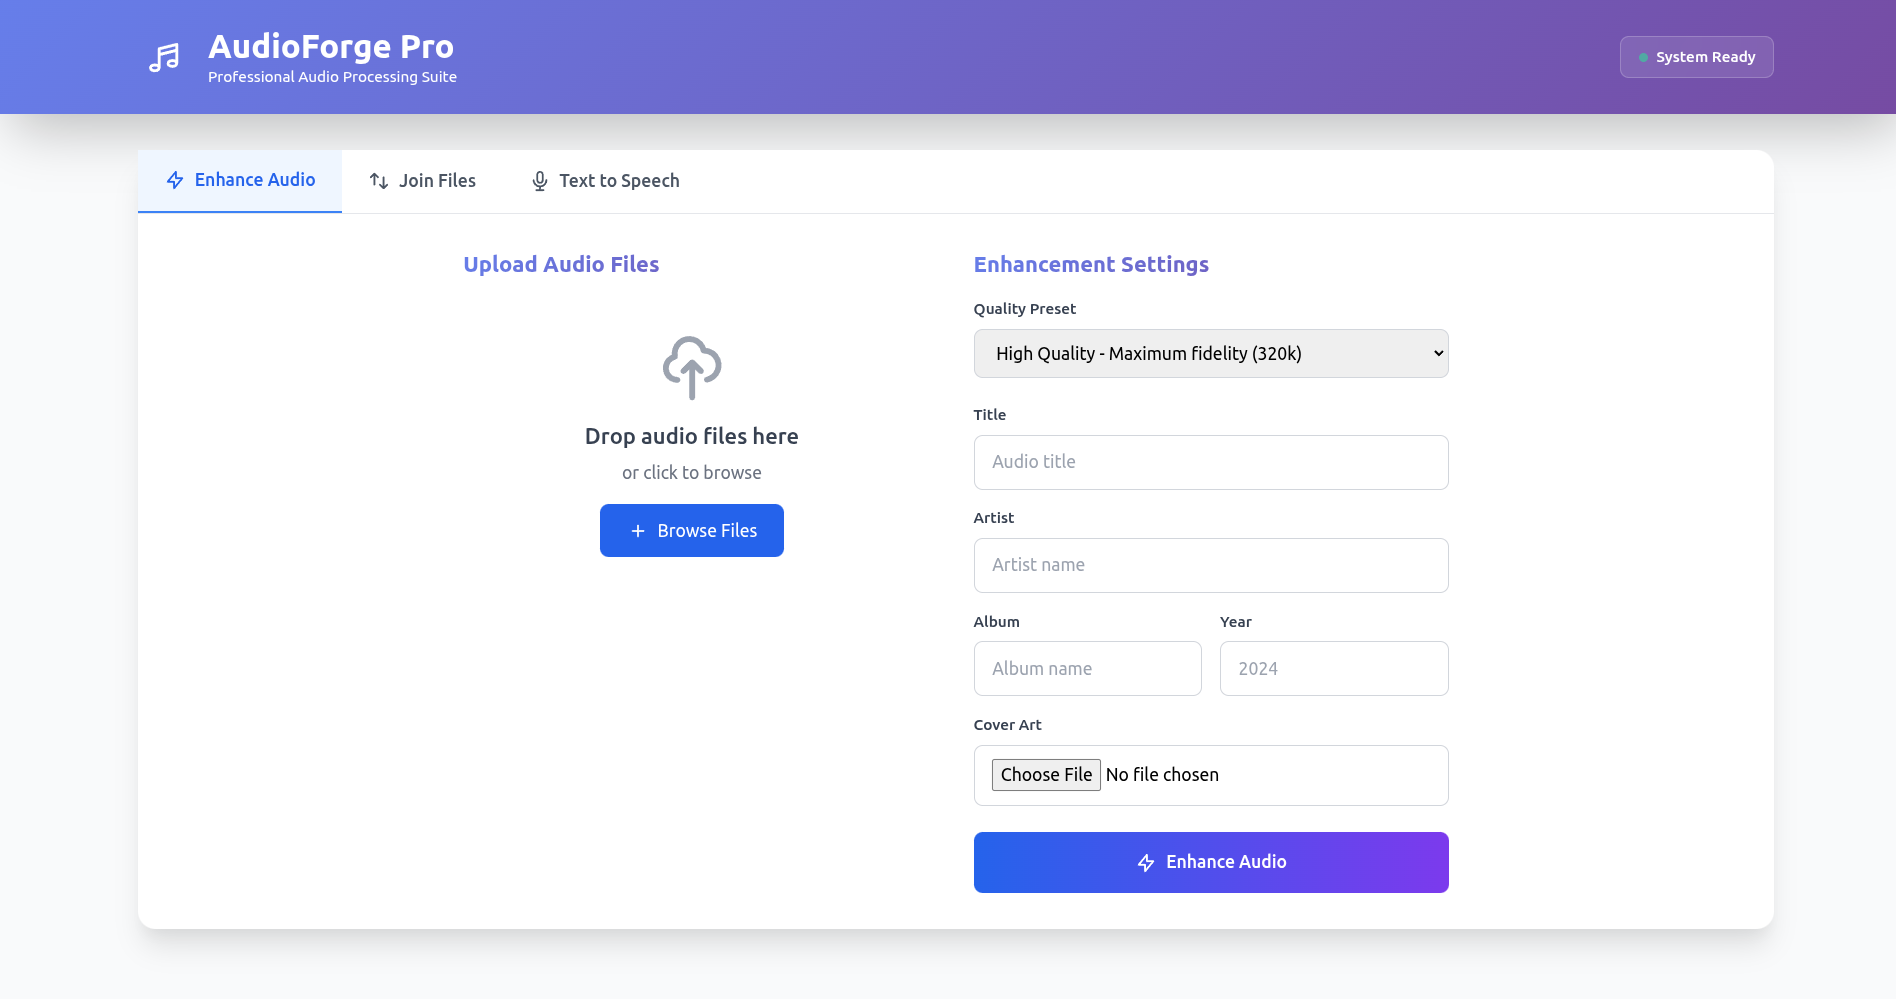 AudioForge Pro
Professional Audio Processing Suite
System Ready
Enhance Audio
Join Files
Text to Speech
Upload Audio Files
Drop audio files here
or click to browse
Browse Files
Enhancement Settings
Quality Preset
High Quality - Maximum fidelity (320k)
Title
Audio title
Artist
Artist name
Album
Year
Album name
2024
Cover Art
Choose File No file chosen
Enhance Audio